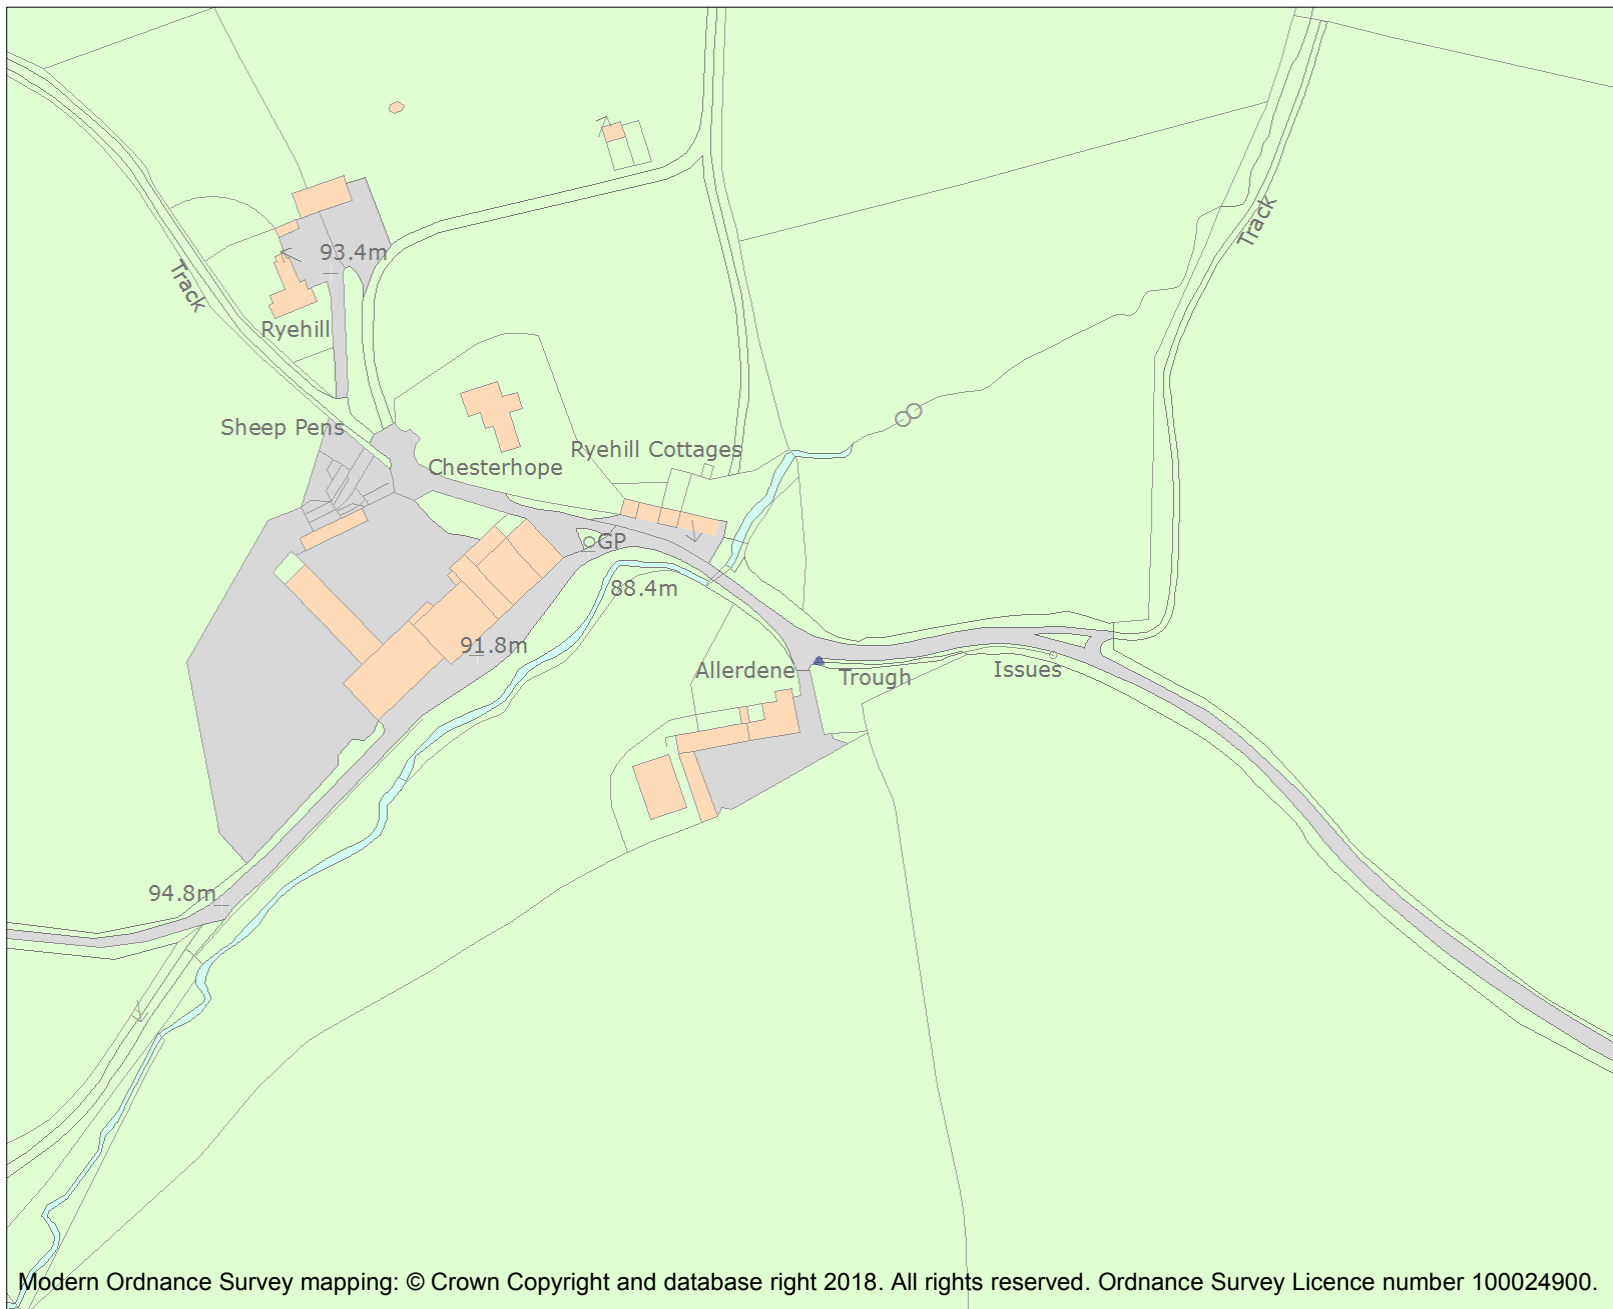 Track
93.4m
Track
Ryehill
Sheep Pens
Ryehill Cottages
Chesterhope
GP
88.4m
91.8m
Allerdene
Trough
Issues
94.8m
Modern Ordnance Survey mapping: © Crown Copyright and database right 2018. All rights reserved. Ordnance Survey Licence number 100024900.